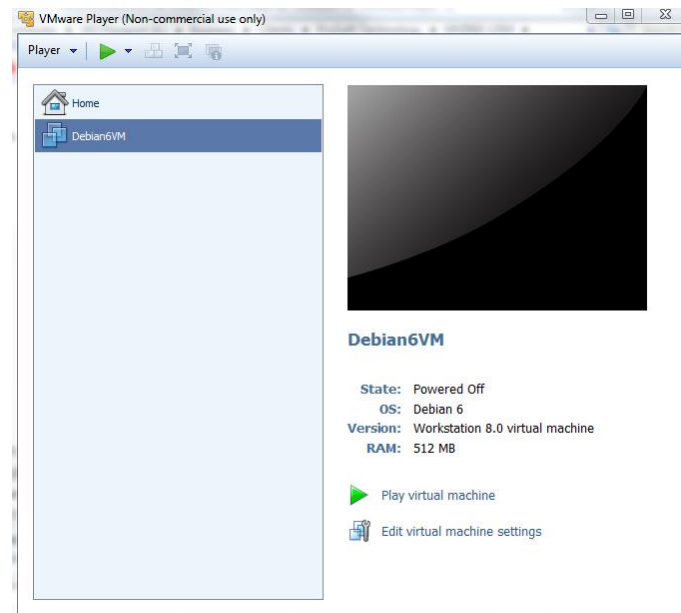 VMware Player (Non-commercial use only)
Player
Home
Debian6VM
Debian6VM
State: Powered Off
OS: Debian 6
Version: Workstation 8.0 virtual machine
RAM: 512 MB
Play virtual machine
Edit virtual machine settings